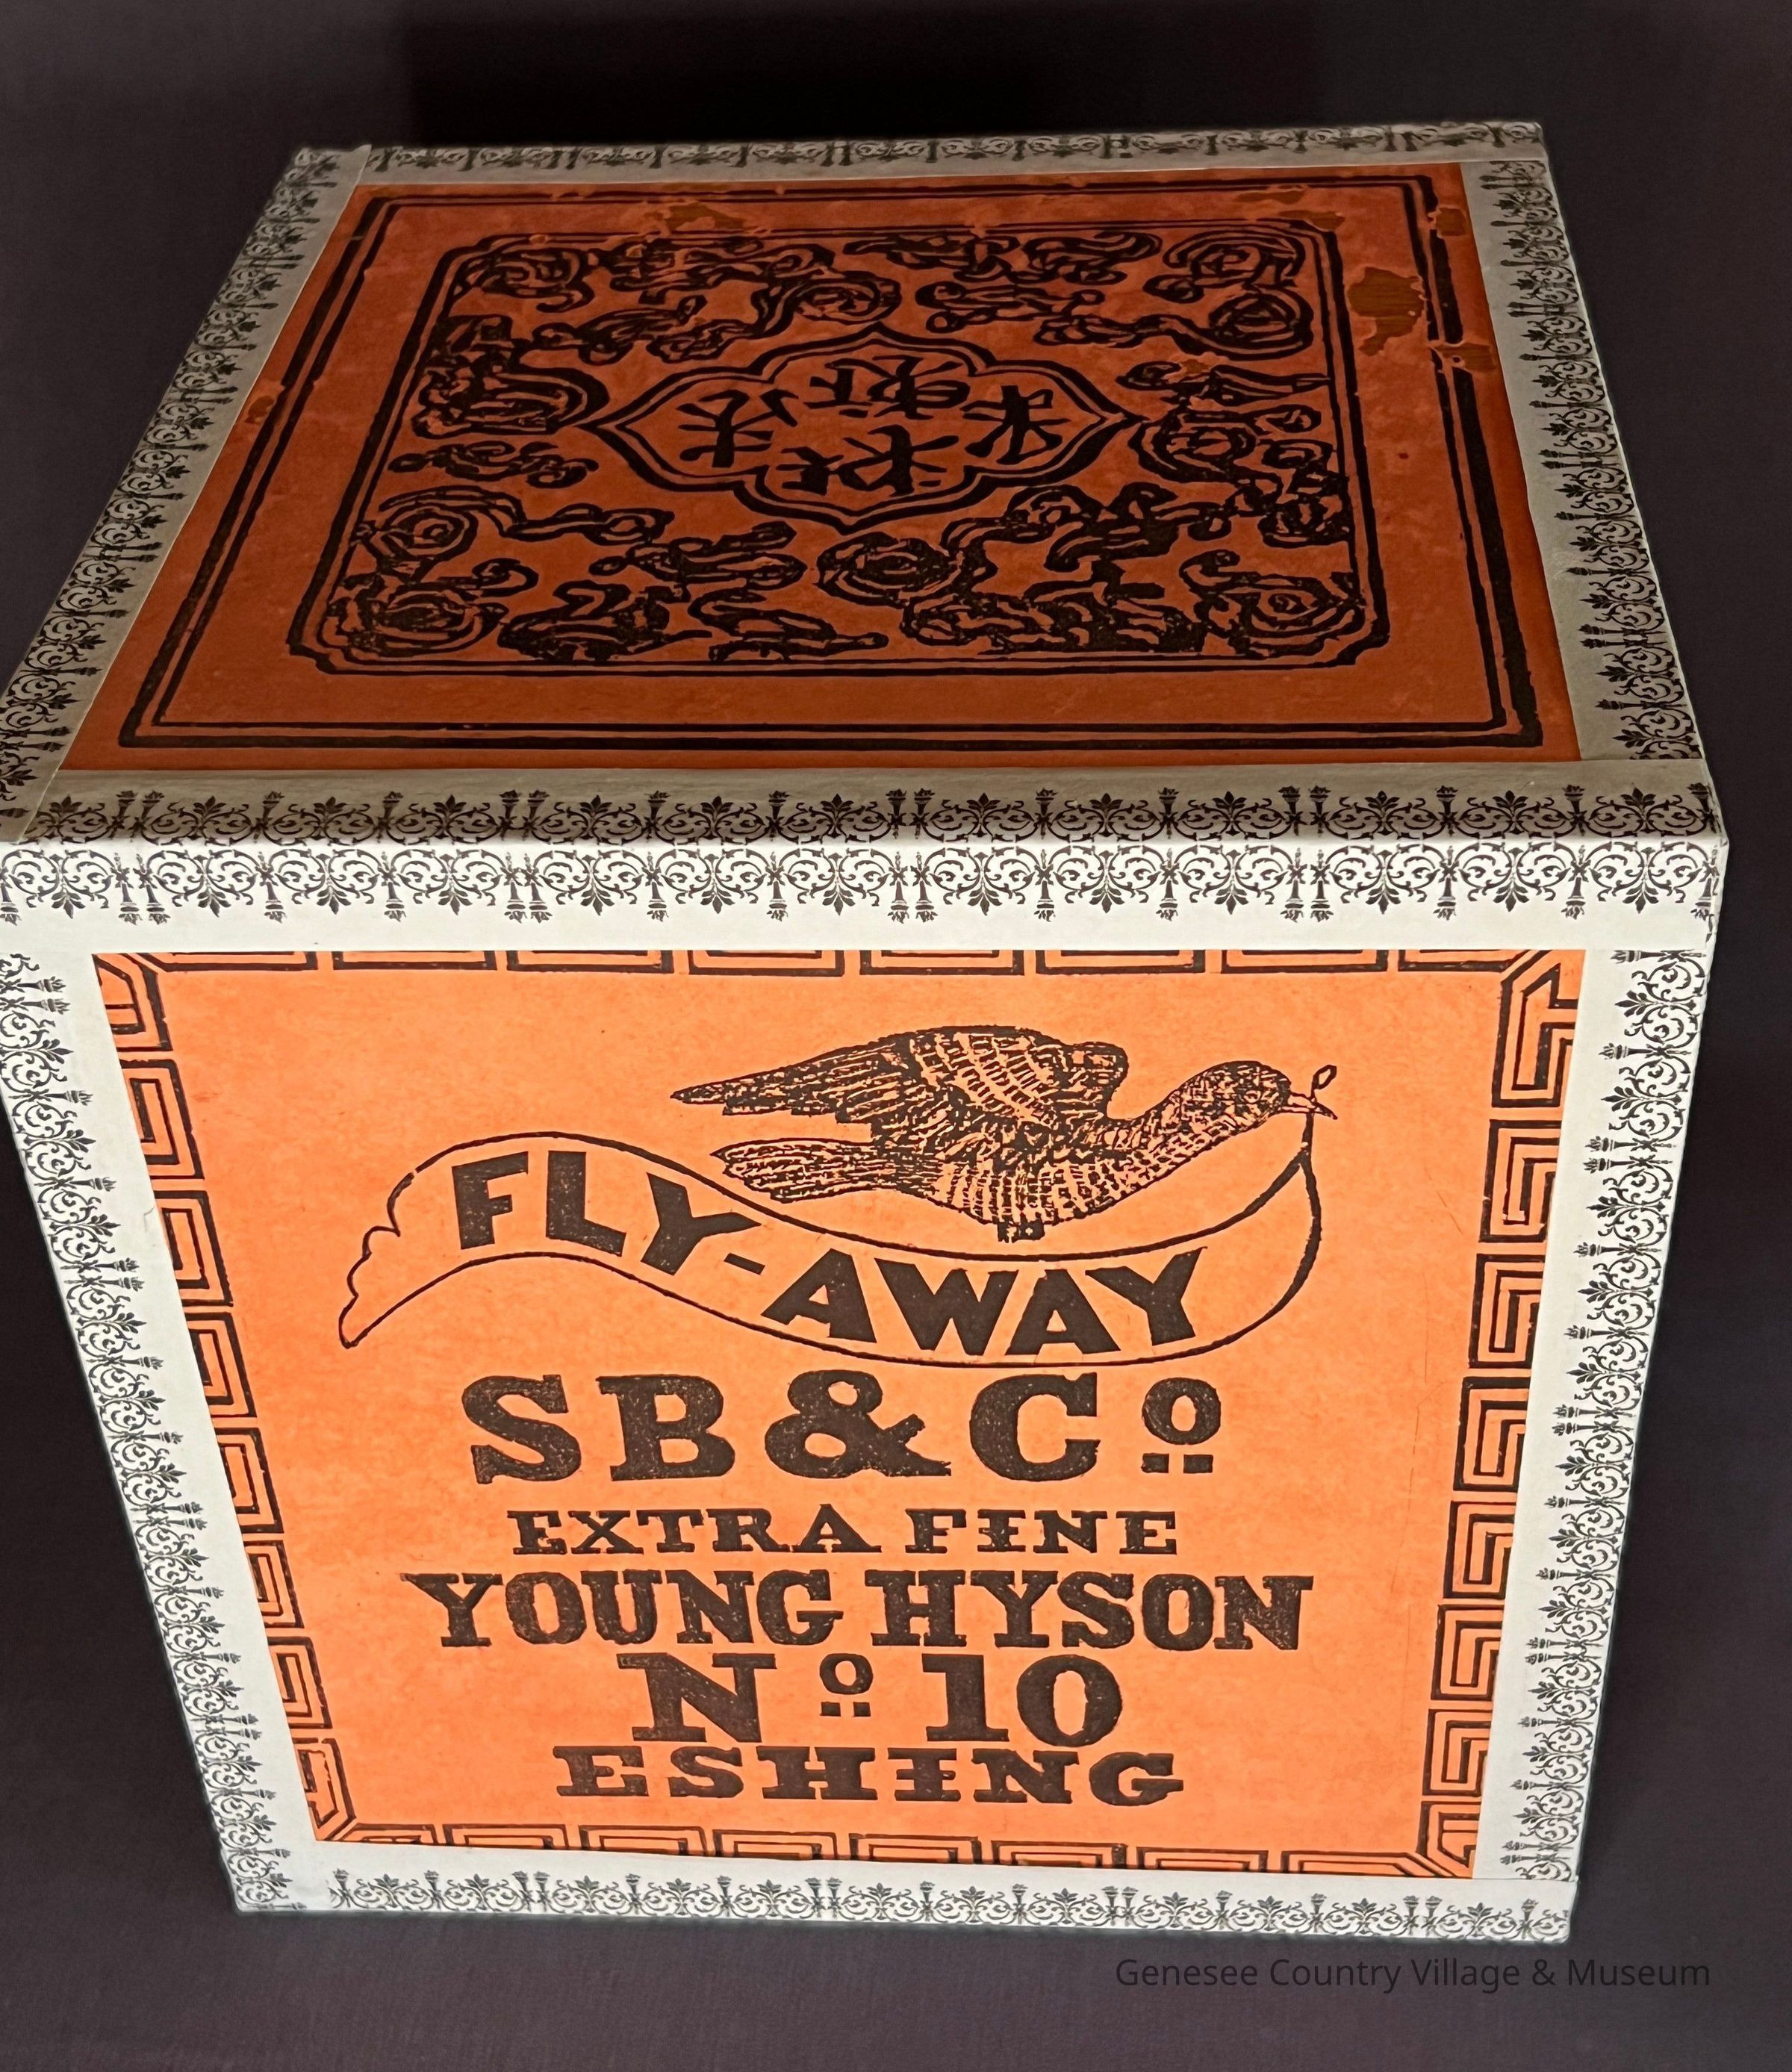 FLY-AWAY
SB&Cº
EXTRA FINE
YOUNG HYSON
Nº 10
ESHING
Genesee Country Village & Museum